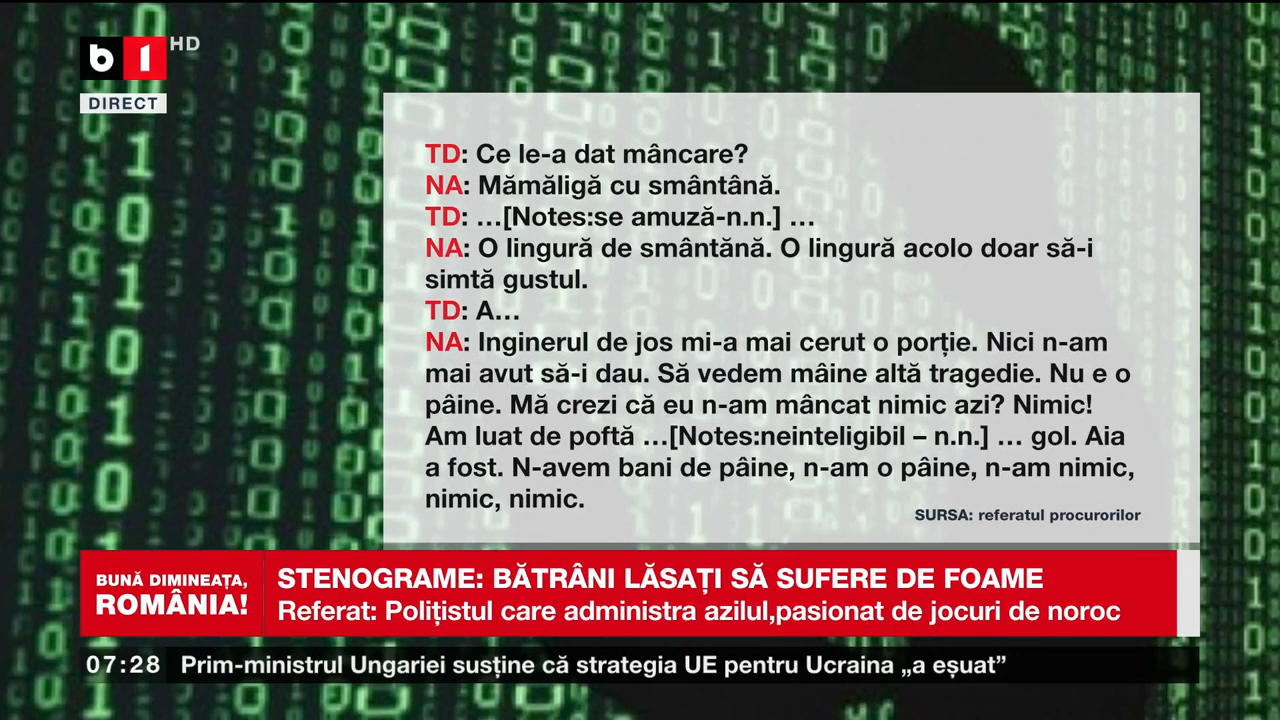 b1 HD
DIRECT
TD: Ce le-a dat mâncare?
NA: Mămăligă cu smântână.
TD: ...[Notes:se amuză-n.n.] ...
NA: O lingură de smântănă. O lingură acolo doar să-i
simtă gustul.
TD: A...
NA: Inginerul de jos mi-a mai cerut o porție. Nici n-am
mai avut să-i dau. Să vedem mâine altă tragedie. Nu e o
pâine. Mă crezi că eu n-am mâncat nimic azi? Nimic!
Am luat de poftă ...[Notes:neinteligibil – n.n.] ... gol. Aia
a fost. N-avem bani de pâine, n-am o pâine, n-am nimic,
nimic, nimic.
SURSA: referatul procurorilor
BUNĂ DIMINEAȚA,
ROMÂNIA!
STENOGRAME: BĂTRÂNI LĂSAȚI SĂ SUFERE DE FOAME
Referat: Polițistul care administra azilul,pasionat de jocuri de noroc
07:28 Prim-ministrul Ungariei susține că strategia UE pentru Ucraina „a eșuat”